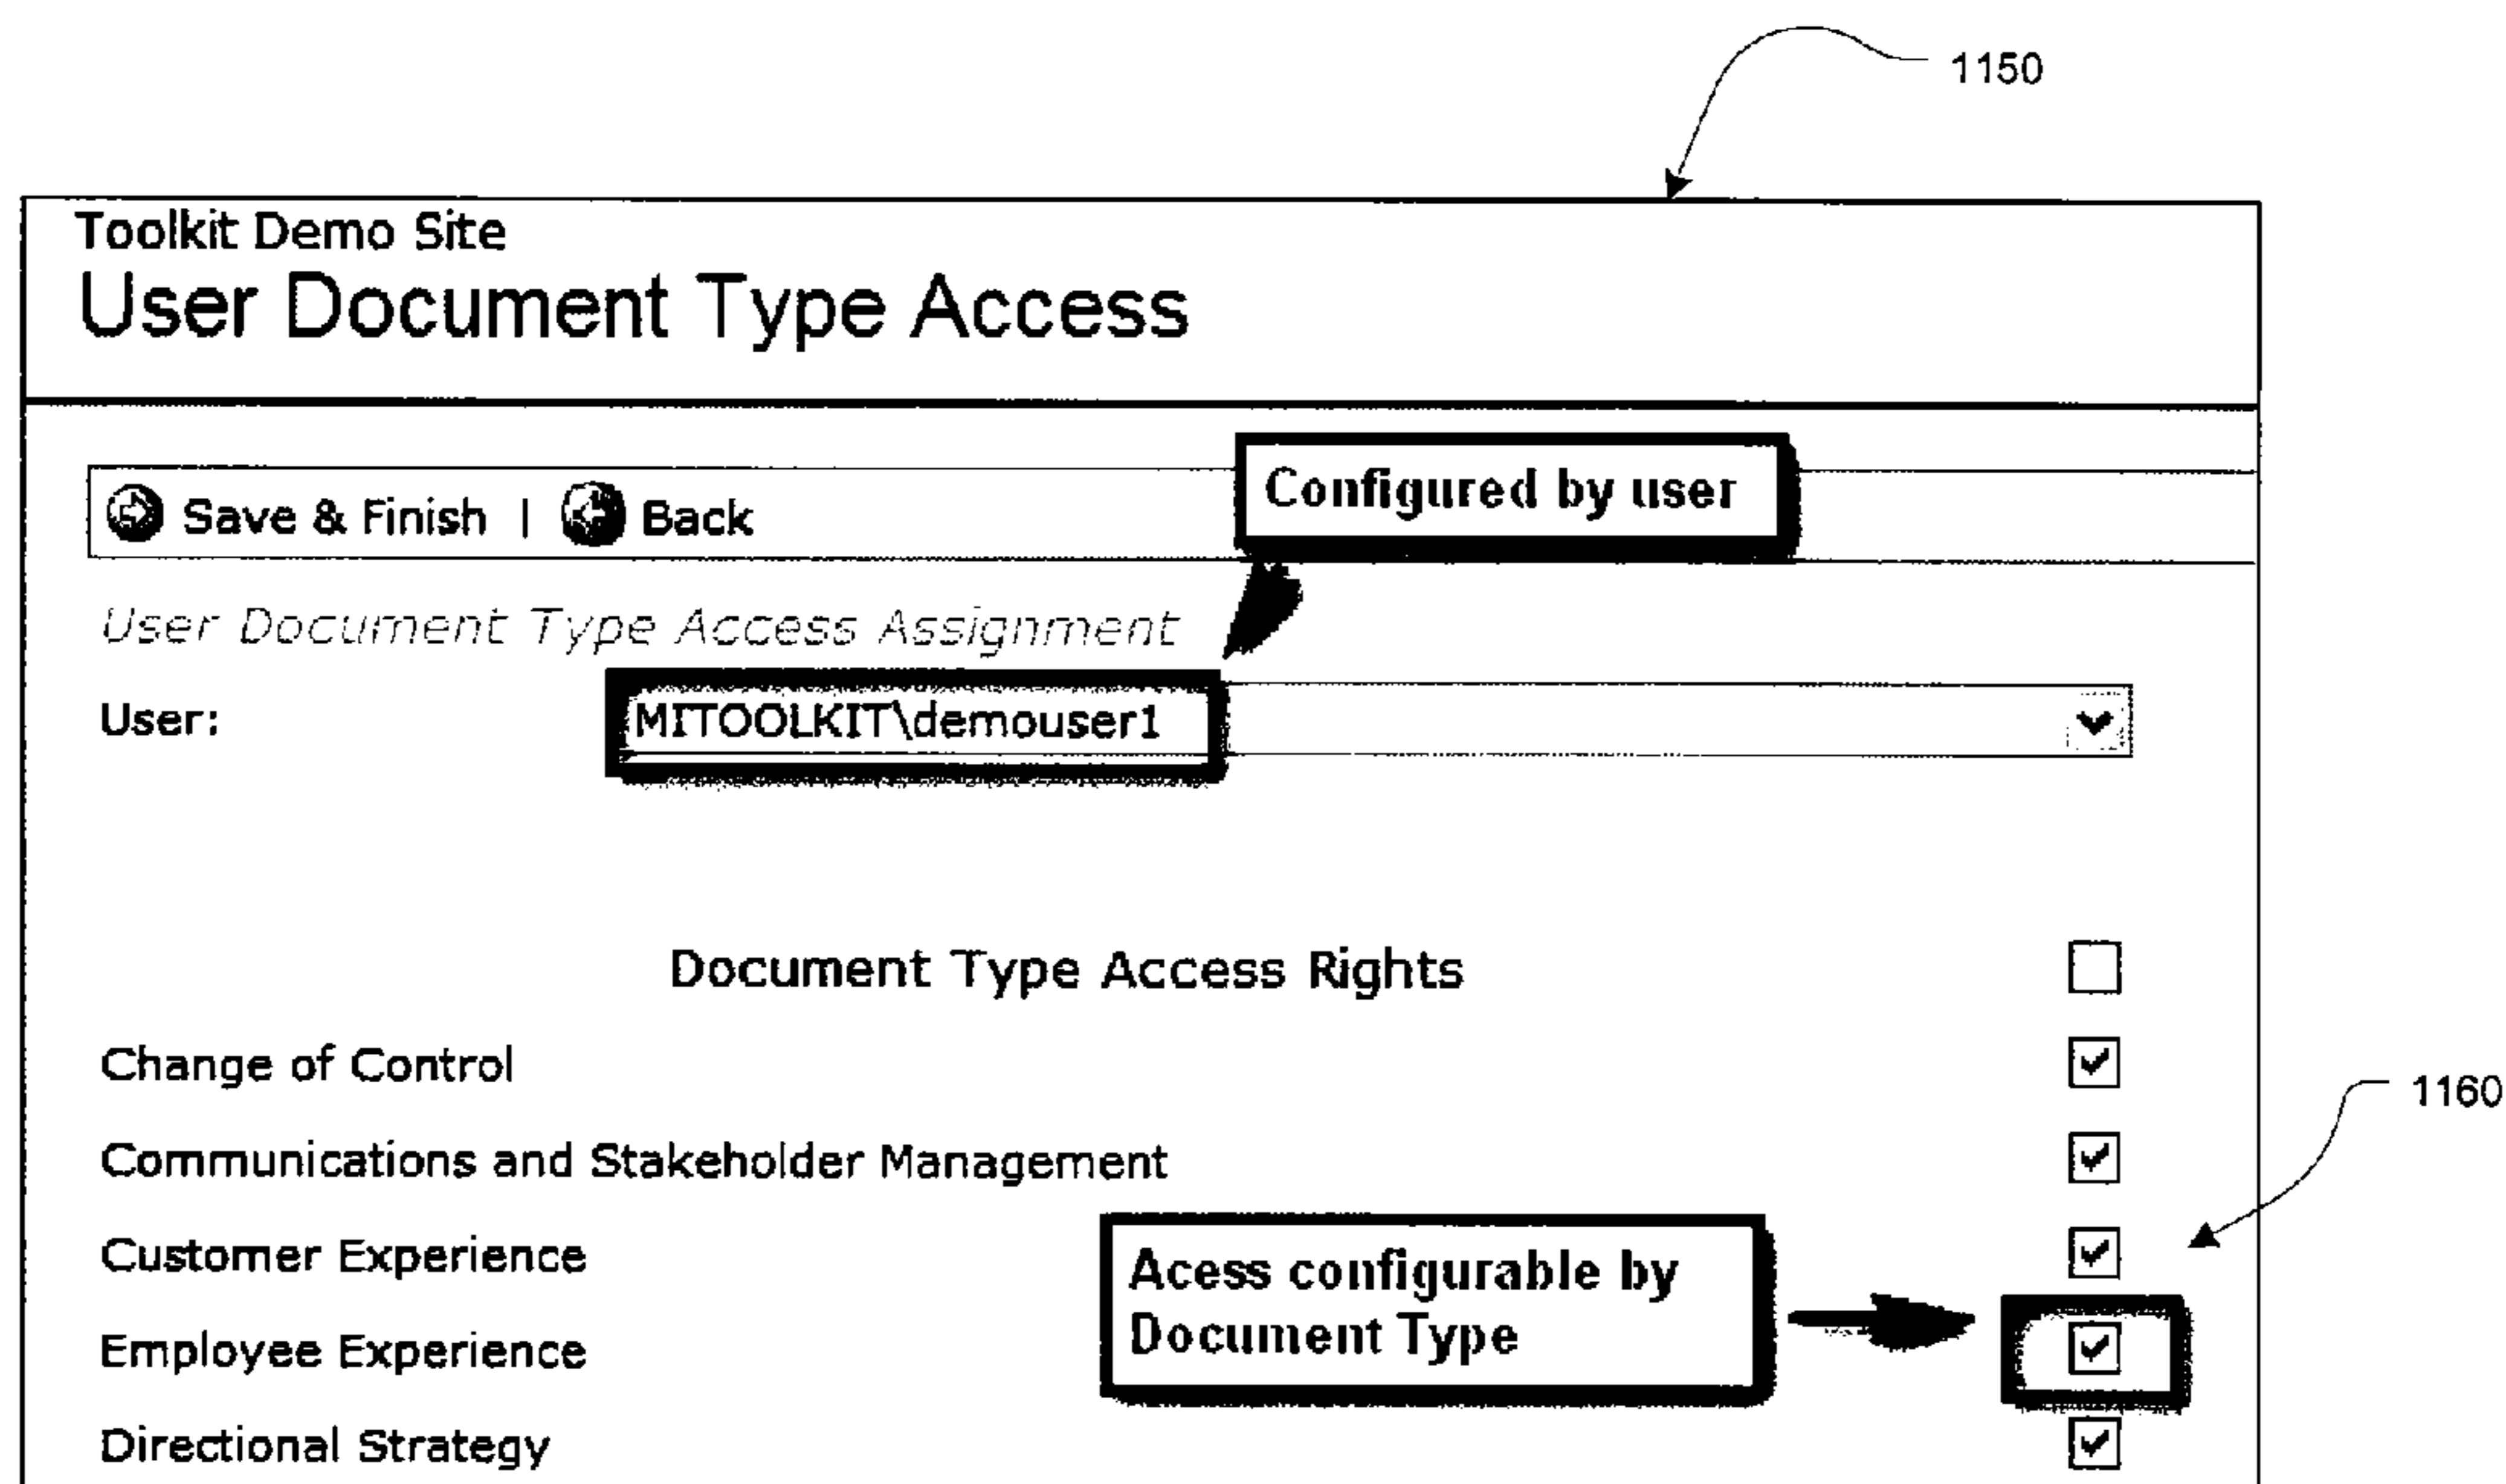 1150
Toolkit Demo Site
User Document Type Access
Configured by user
Save & Finish | Back
User Document Type Access Assignment
User: MITOOLKIT\demouser1
Document Type Access Rights
Change of Control
1160
Communications and Stakeholder Management
Customer Experience
Acess configurable by
Document Type
Employee Experience
Directional Strategy